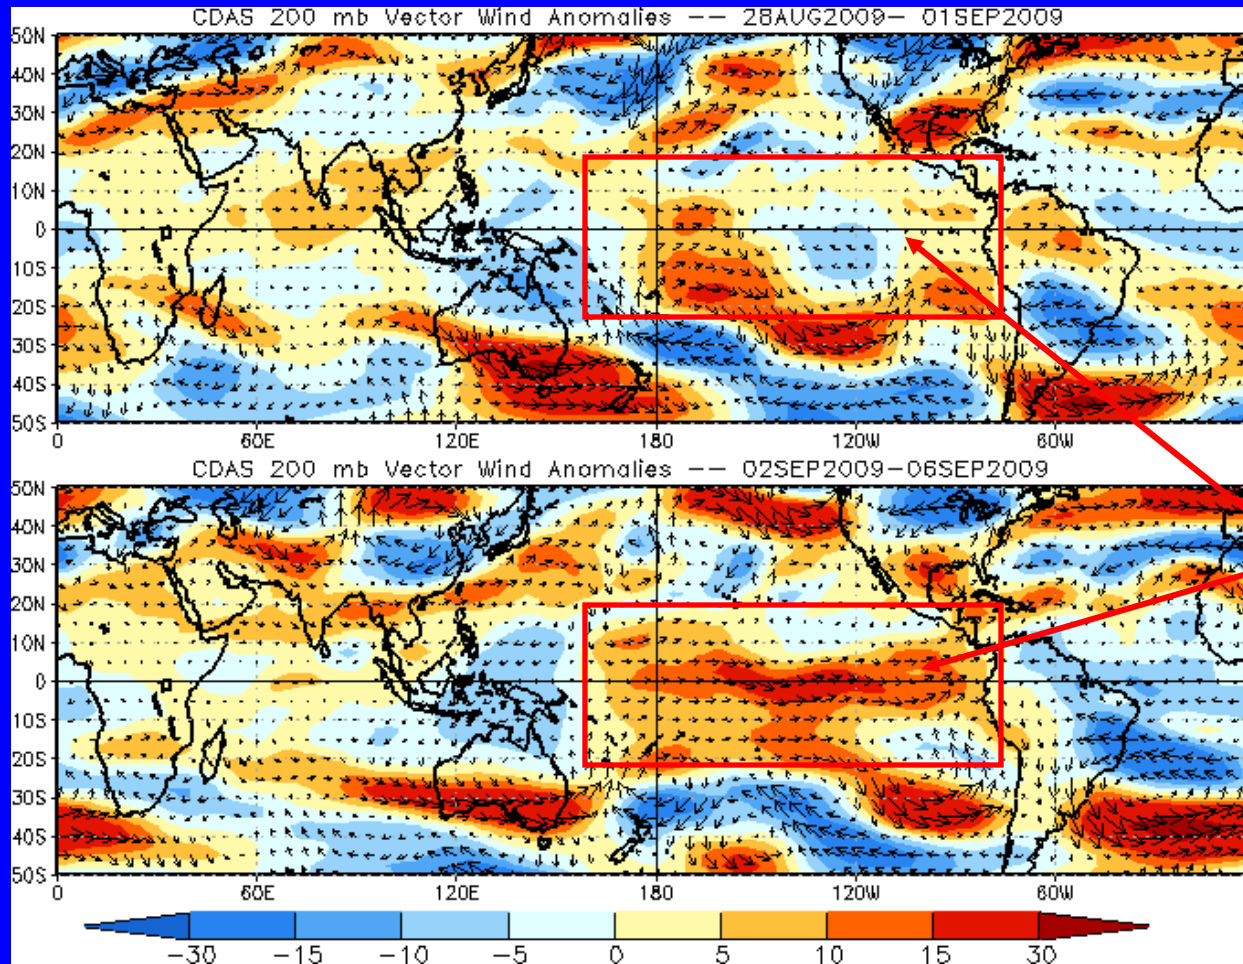 CDAS 200 mb Vector Wind Anomalies -- 28AUG2009- 01SEP2009
50N
40N
30N
20N
10N
0
10S
20S
30S
40S
50S
0 60E 120E 180 120W 60W
CDAS 200 mb Vector Wind Anomalies -- 02SEP2009-06SEP2009
50N
40N
30N
20N
10N
0
10S
20S
30S
40S
50S
0 60E 120E 180 120W 60W
-30 -15 -10 -5 0 5 10 15 30